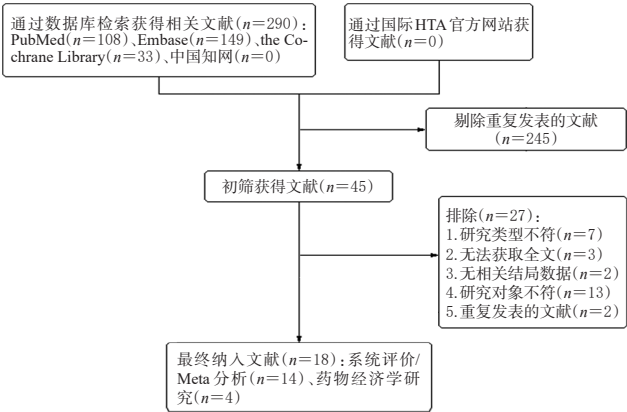 通过数据库检索获得相关文献(n=290)：
PubMed(n=108)、Embase(n=149)、the Co-
chrane Library(n=33)、中国知网(n=0)
通过国际HTA官方网站获
得文献(n=0)
剔除重复发表的文献
(n=245)
初筛获得文献(n=45)
排除(n=27)：
1.研究类型不符(n=7)
2.无法获取全文(n=3)
3.无相关结局数据(n=2)
4.研究对象不符(n=13)
5.重复发表的文献(n=2)
最终纳入文献(n=18)：系统评价/
Meta分析(n=14)、药物经济学研
究(n=4)